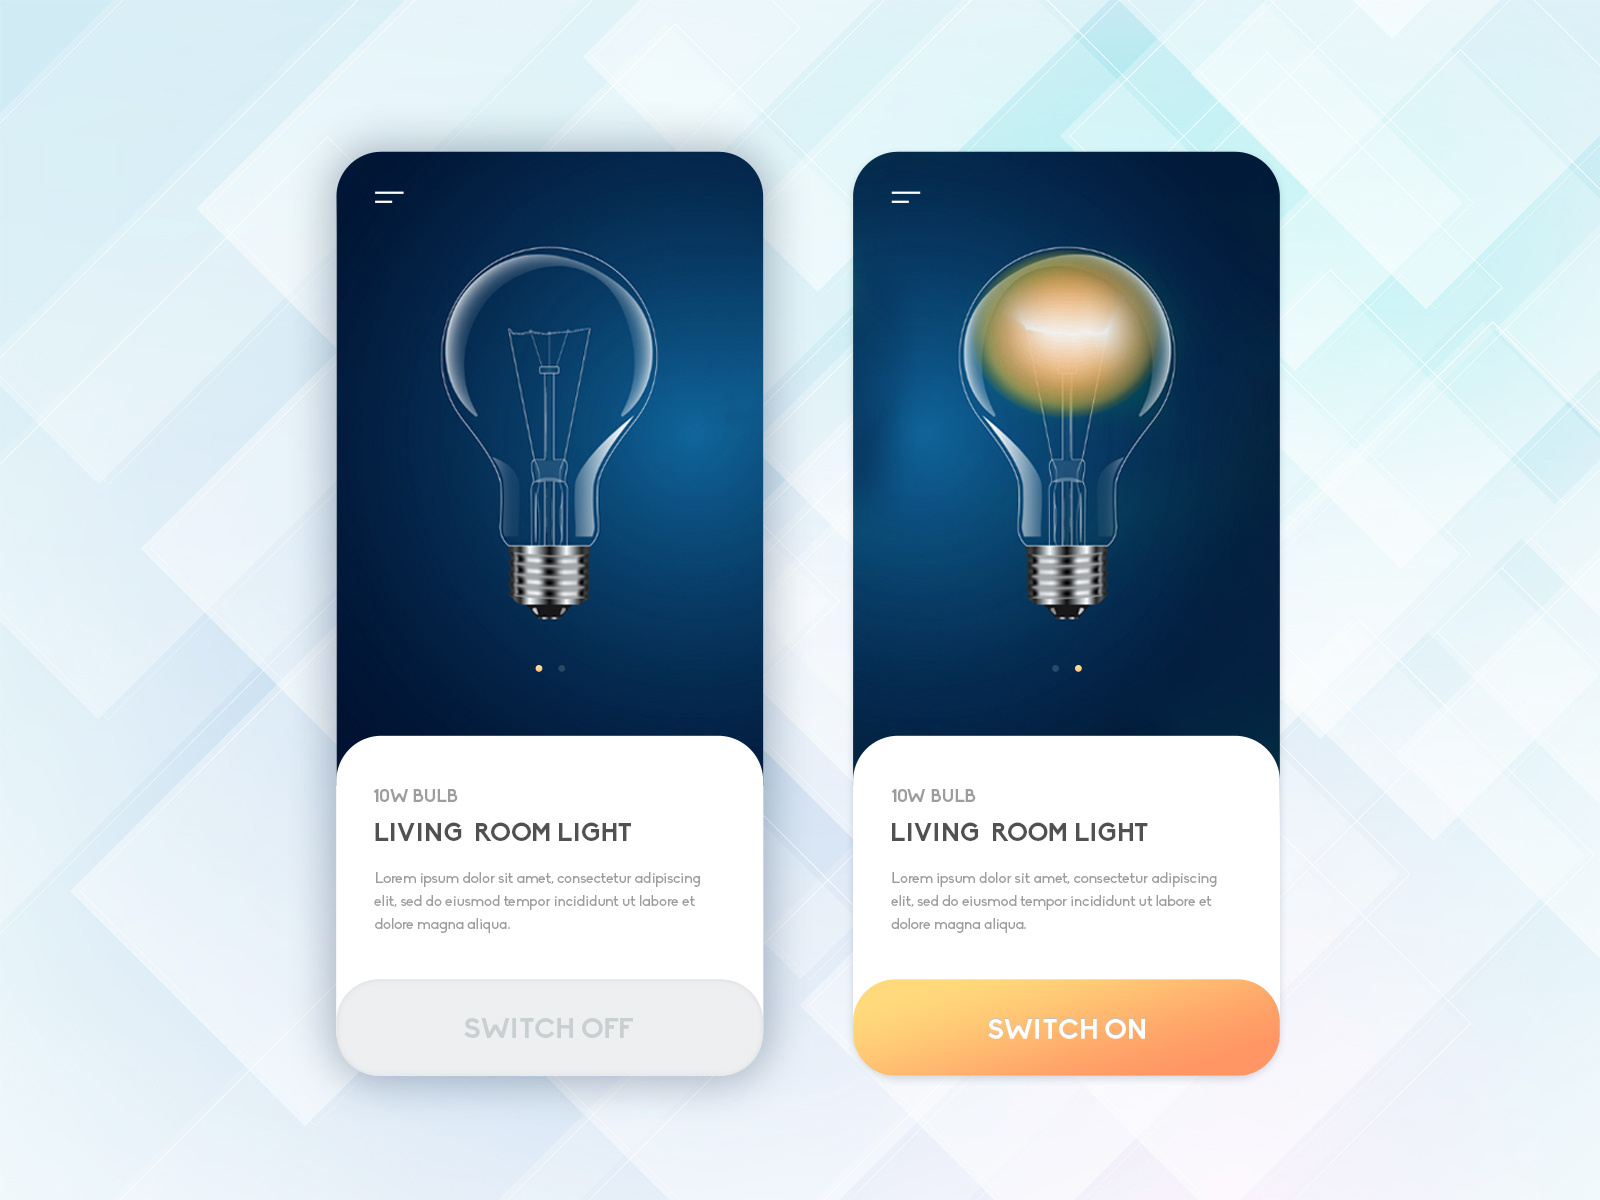 10W BULB
LIVING  ROOM LIGHT
Lorem ipsum dolor sit amet, consectetur adipiscing
elit, sed do eiusmod tempor incididunt ut labore et
dolore magna aliqua.
SWITCH OFF
10W BULB
LIVING  ROOM LIGHT
Lorem ipsum dolor sit amet, consectetur adipiscing
elit, sed do eiusmod tempor incididunt ut labore et
dolore magna aliqua.
SWITCH ON